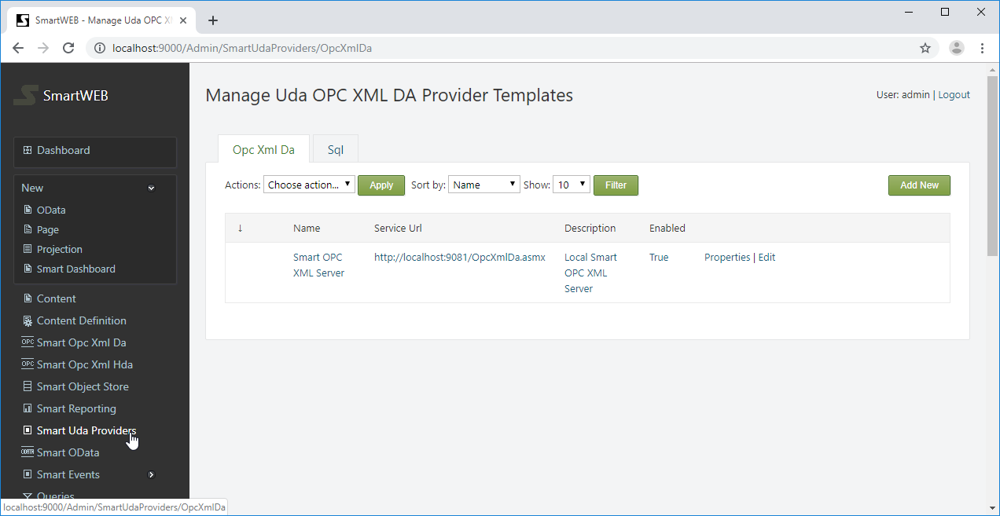 SmartWEB - Manage Uda OPC X
localhost:9000/Admin/SmartUdaProviders/OpcXmlDa
SmartWEB
Manage Uda OPC XML DA Provider Templates
User: admin | Logout
Dashboard
New
OData
Page
Projection
Smart Dashboard
Content
Content Definition
OPC Smart Opc Xml Da
OPC Smart Opc Xml Hda
Smart Object Store
Smart Reporting
Smart Uda Providers
ODATA Smart OData
Smart Events
Queries
Opc Xml Da
Sql
Actions: Choose action... Apply Sort by: Name Show: 10 Filter Add New
↓ Name Service Url Description Enabled
Smart OPC http://localhost:9081/OpcXmlDa.asmx Local Smart True Properties | Edit
XML Server OPC XML
Server
localhost:9000/Admin/SmartUdaProviders/OpcXmlDa